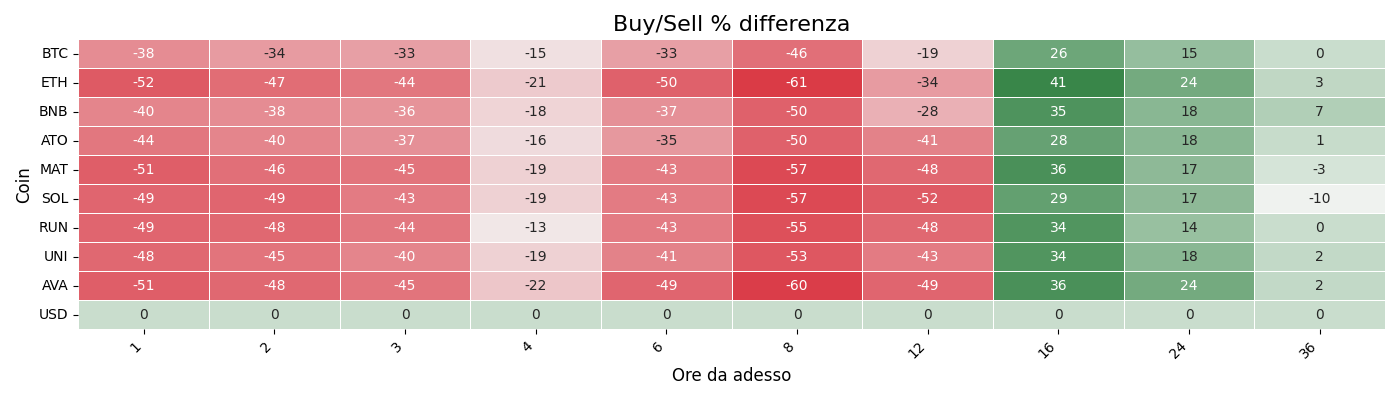 Buy/Sell % differenza
Coin
BTC -38 -34 -33 -15 -33 -46 -19 26 15 0
ETH -52 -47 -44 -21 -50 -61 -34 41 24 3
BNB -40 -38 -36 -18 -37 -50 -28 35 18 7
ATO -44 -40 -37 -16 -35 -50 -41 28 18 1
MAT -51 -46 -45 -19 -43 -57 -48 36 17 -3
SOL -49 -49 -43 -19 -43 -57 -52 29 17 -10
RUN -49 -48 -44 -13 -43 -55 -48 34 14 0
UNI -48 -45 -40 -19 -41 -53 -43 34 18 2
AVA -51 -48 -45 -22 -49 -60 -49 36 24 2
USD 0 0 0 0 0 0 0 0 0 0
1 2 3 4 6 8 12 16 24 36
Ore da adesso